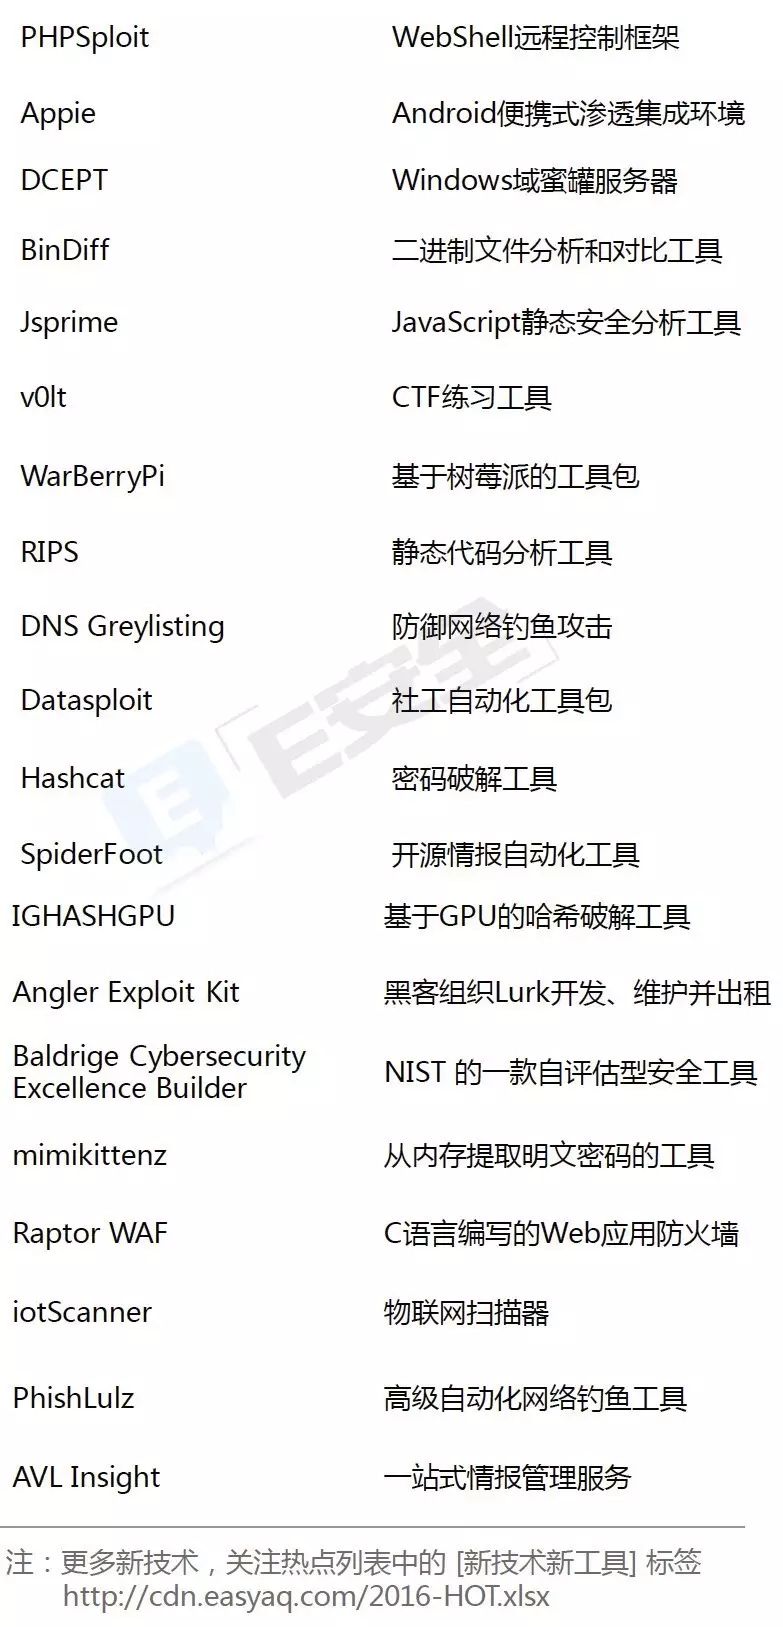 PHPSploit WebShell远程控制框架
Appie Android便携式渗透集成环境
DCEPT Windows域蜜罐服务器
BinDiff 二进制文件分析和对比工具
Jsprime JavaScript静态安全分析工具
v0lt CTF练习工具
WarBerryPi 基于树莓派的工具包
RIPS 静态代码分析工具
DNS Greylisting 防御网络钓鱼攻击
E安全
Datasploit 社工自动化工具包
Hashcat 密码破解工具
E
SpiderFoot 开源情报自动化工具
IGHASHGPU 基于GPU的哈希破解工具
Angler Exploit Kit 黑客组织Lurk开发、维护并出租
Baldrige Cybersecurity
Excellence Builder NIST 的一款自评估型安全工具
mimikittenz 从内存提取明文密码的工具
Raptor WAF C语言编写的Web应用防火墙
iotScanner 物联网扫描器
PhishLulz 高级自动化网络钓鱼工具
AVL Insight 一站式情报管理服务
注：更多新技术，关注热点列表中的 [新技术新工具] 标签
http://cdn.easyaq.com/2016-HOT.xlsx